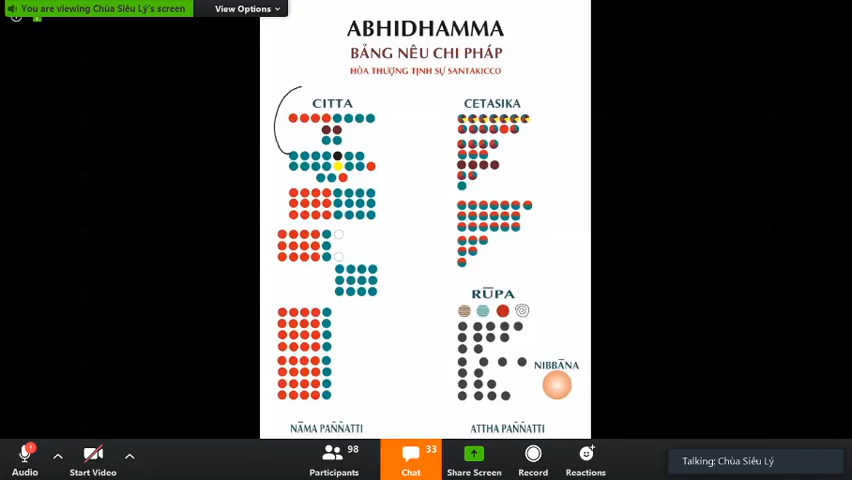 You are viewing Chùa Siêu Lý's screen
View Options
ABHIDHAMMA
BẢNG NÊU CHI PHÁP
HÒA THƯỢNG TỊNH SỰ SANTAKICCO
CITTA
CETASIKA
RŪPA
NIBBĀNA
NĀMA PAÑÑATTI
ATTHA PAÑÑATTI
Audio
Start Video
98
Participants
33
Chat
Share Screen
Record
Reactions
Talking: Chùa Siêu Lý